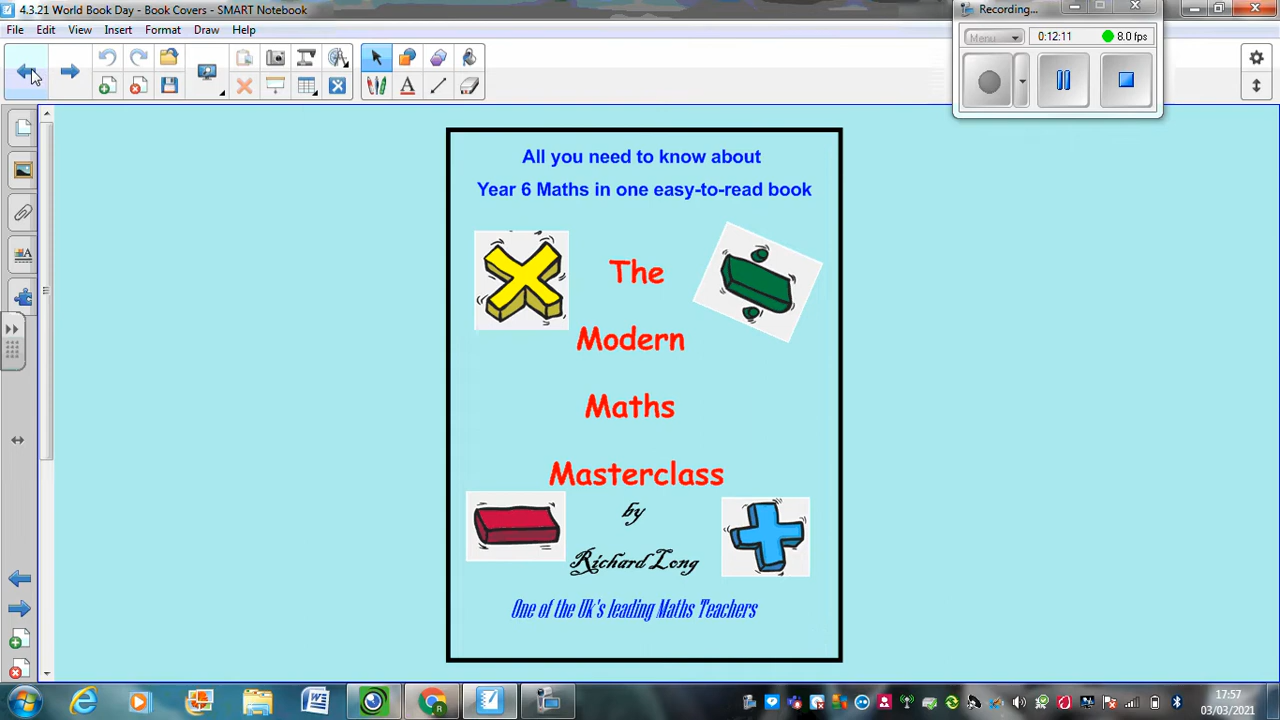 4.3.21 World Book Day - Book Covers - SMART Notebook
File Edit View Insert Format Draw Help
Recording...
Menu 0:12:11 8.0 fps
All you need to know about
Year 6 Maths in one easy-to-read book
The
Modern
Maths
Masterclass
by
Richard Long
One of the Uk's leading Maths Teachers
17:57
03/03/2021